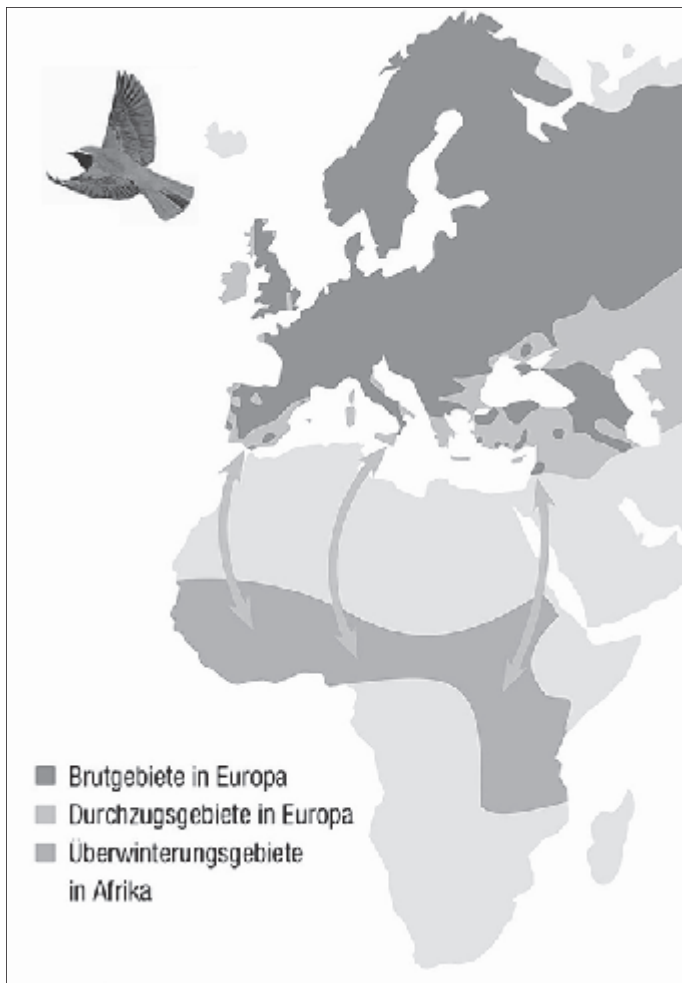 Brutgebiete in Europa
Durchzugsgebiete in Europa
Überwinterungsgebiete
in Afrika